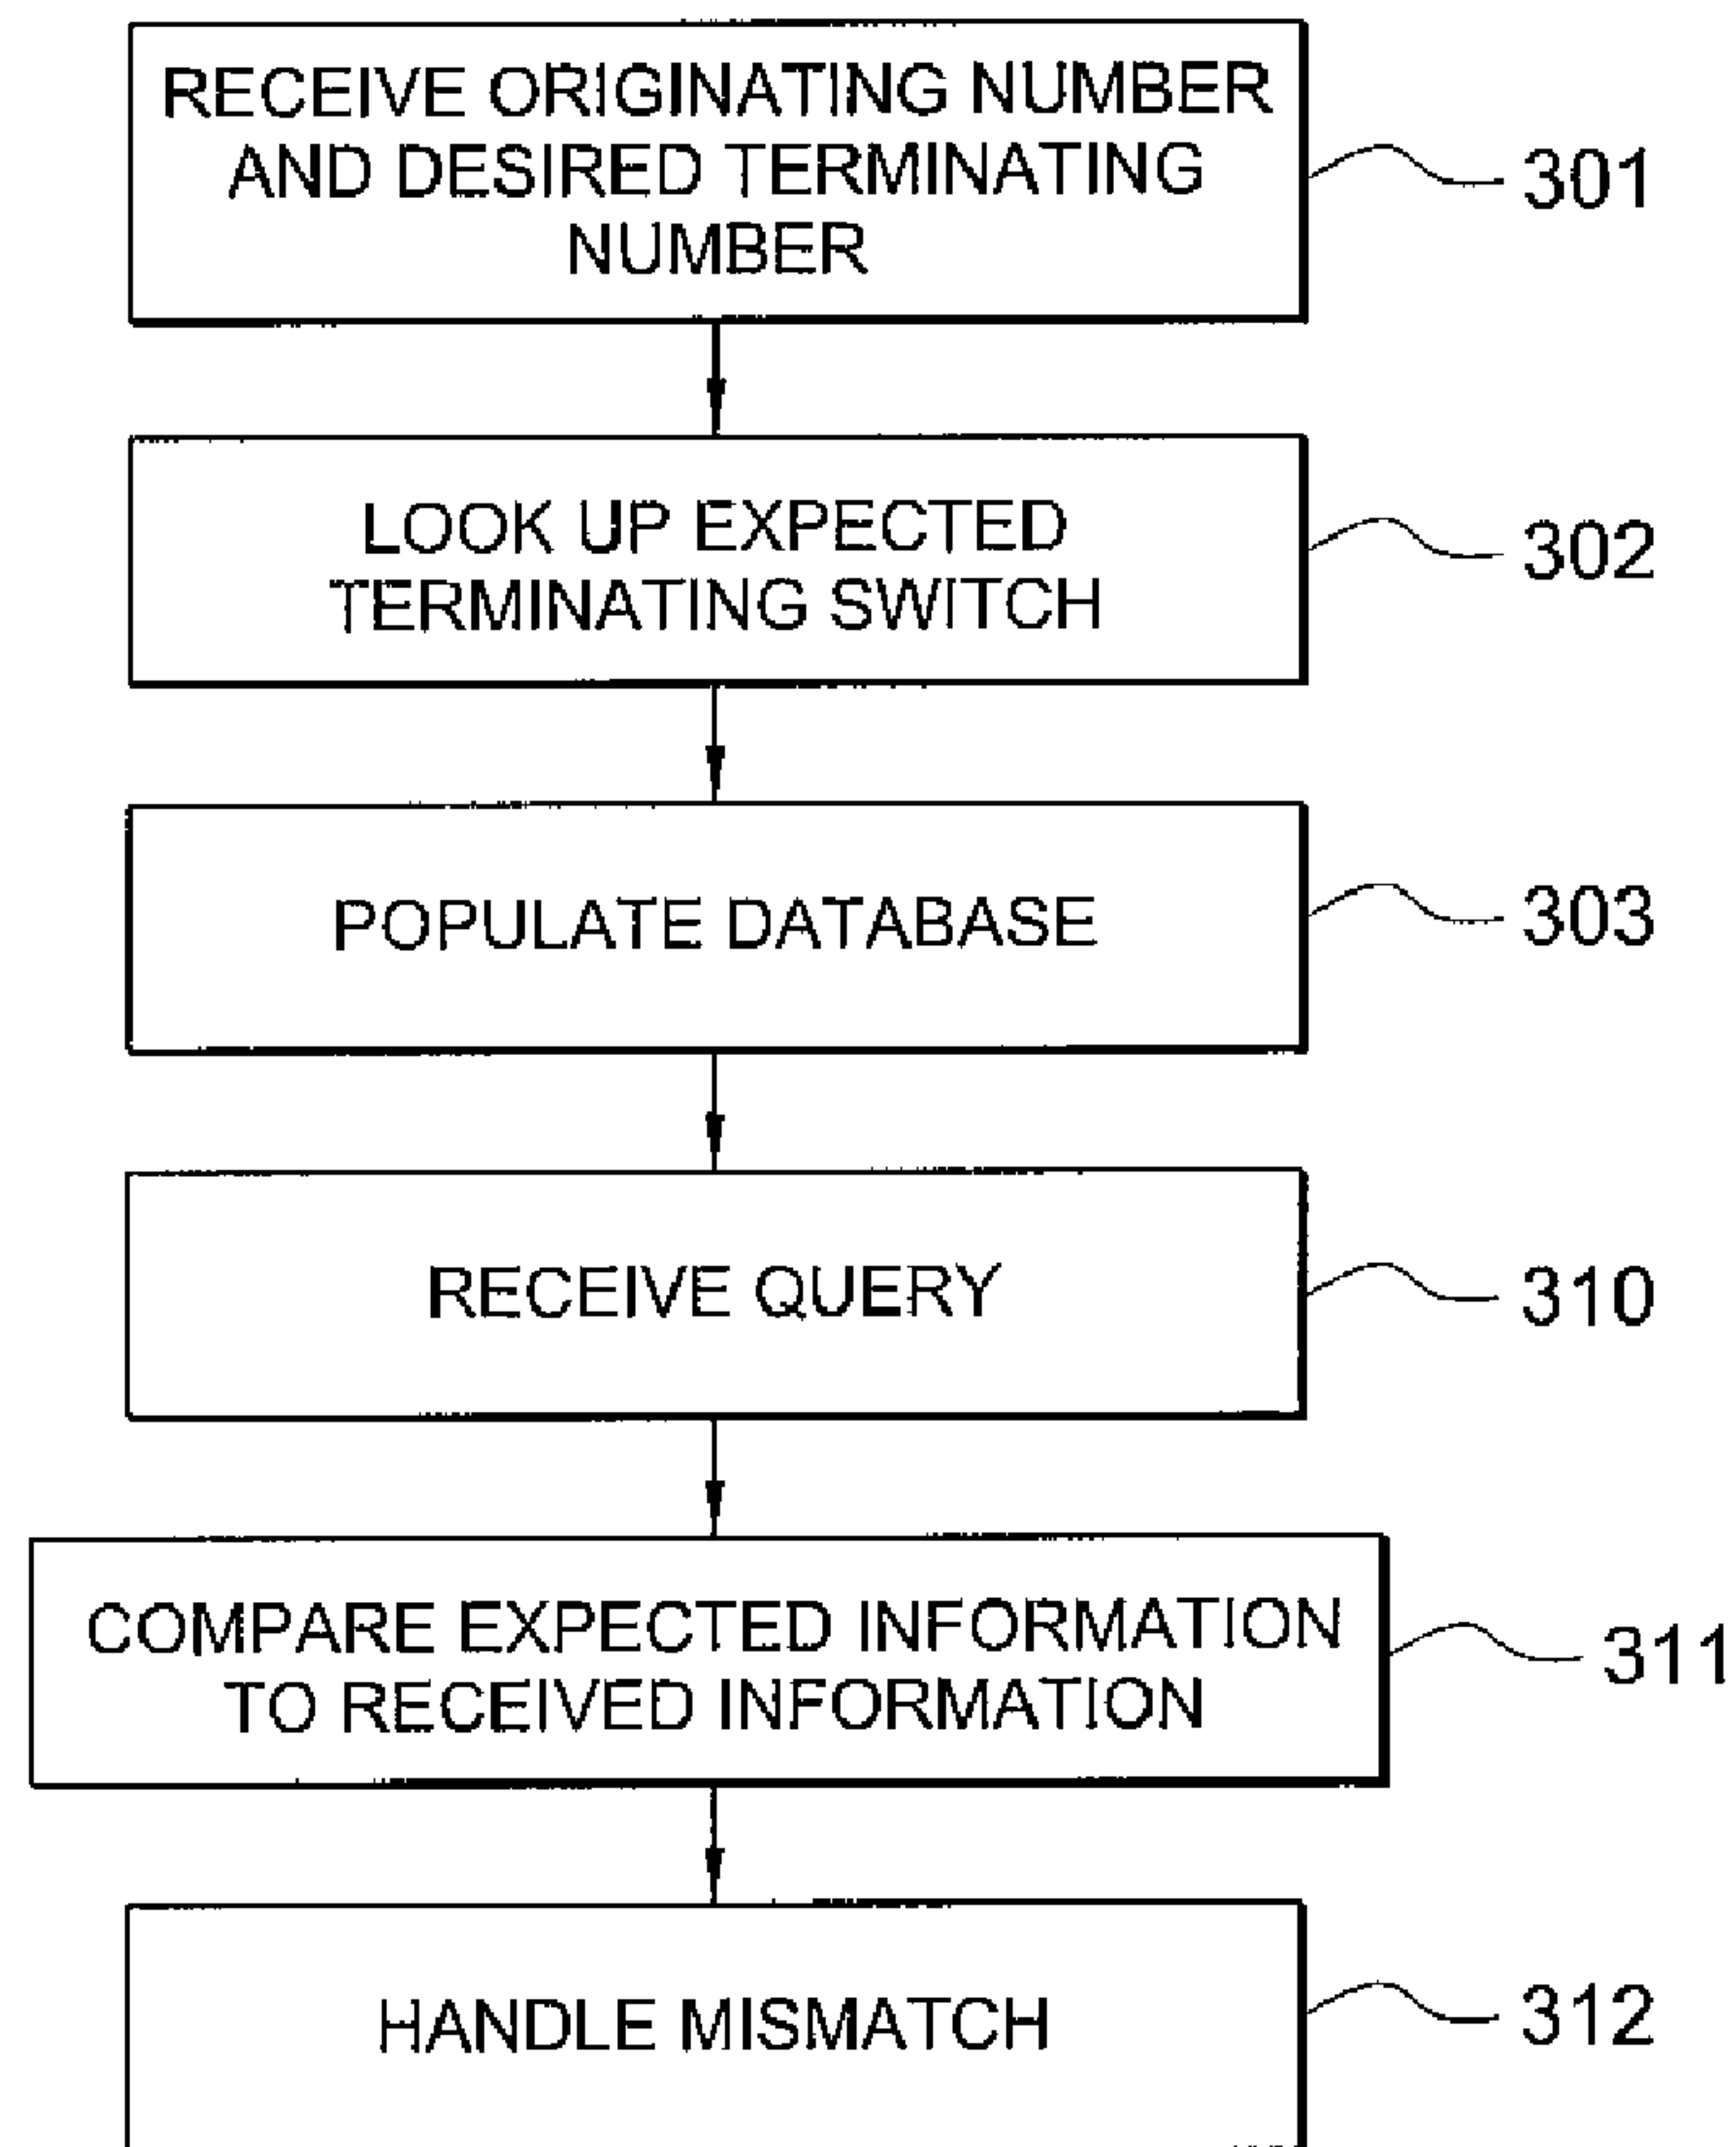 RECEIVE ORIGINATING NUMBER
AND DESIRED TERMINATING
NUMBER
301
LOOK UP EXPECTED
TERMINATING SWITCH
302
POPULATE DATABASE
303
RECEIVE QUERY
310
COMPARE EXPECTED INFORMATION
TO RECEIVED INFORMATION
311
HANDLE MISMATCH
312